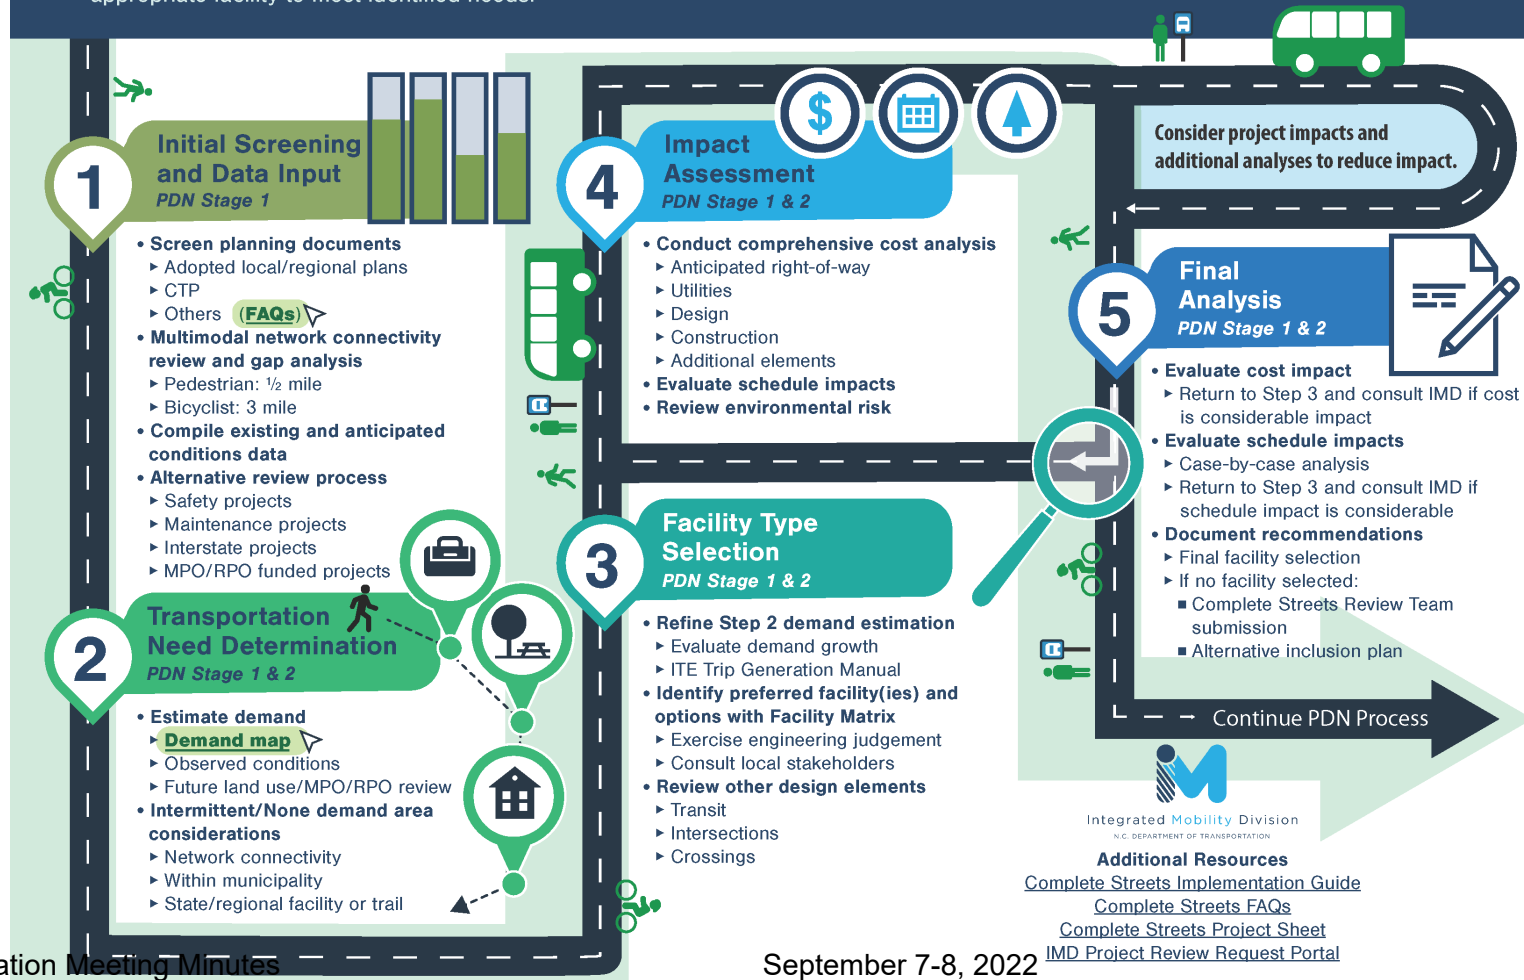 appropriate facility to meet identified needs.
1
Initial Screening
and Data Input
PDN Stage 1
• Screen planning documents
▸ Adopted local/regional plans
▸ CTP
▸ Others (FAQs)
• Multimodal network connectivity
review and gap analysis
▸ Pedestrian: ½ mile
▸ Bicyclist: 3 mile
• Compile existing and anticipated
conditions data
• Alternative review process
▸ Safety projects
▸ Maintenance projects
▸ Interstate projects
▸ MPO/RPO funded projects
2
Transportation
Need Determination
PDN Stage 1 & 2
• Estimate demand
▸ Demand map
▸ Observed conditions
▸ Future land use/MPO/RPO review
• Intermittent/None demand area
considerations
▸ Network connectivity
▸ Within municipality
▸ State/regional facility or trail
3
Facility Type
Selection
PDN Stage 1 & 2
• Refine Step 2 demand estimation
▸ Evaluate demand growth
▸ ITE Trip Generation Manual
• Identify preferred facility(ies) and
options with Facility Matrix
▸ Exercise engineering judgement
▸ Consult local stakeholders
• Review other design elements
▸ Transit
▸ Intersections
▸ Crossings
4
Impact
Assessment
PDN Stage 1 & 2
$
• Conduct comprehensive cost analysis
▸ Anticipated right-of-way
▸ Utilities
▸ Design
▸ Construction
▸ Additional elements
• Evaluate schedule impacts
• Review environmental risk
Consider project impacts and
additional analyses to reduce impact.
5
Final
Analysis
PDN Stage 1 & 2
• Evaluate cost impact
▸ Return to Step 3 and consult IMD if cost
is considerable impact
• Evaluate schedule impacts
▸ Case-by-case analysis
▸ Return to Step 3 and consult IMD if
schedule impact is considerable
• Document recommendations
▸ Final facility selection
▸ If no facility selected:
■ Complete Streets Review Team
submission
■ Alternative inclusion plan
Continue PDN Process
iM
Integrated Mobility Division
N.C. DEPARTMENT OF TRANSPORTATION
Additional Resources
Complete Streets Implementation Guide
Complete Streets FAQs
Complete Streets Project Sheet
IMD Project Review Request Portal
ation Meeting Minutes
September 7-8, 2022